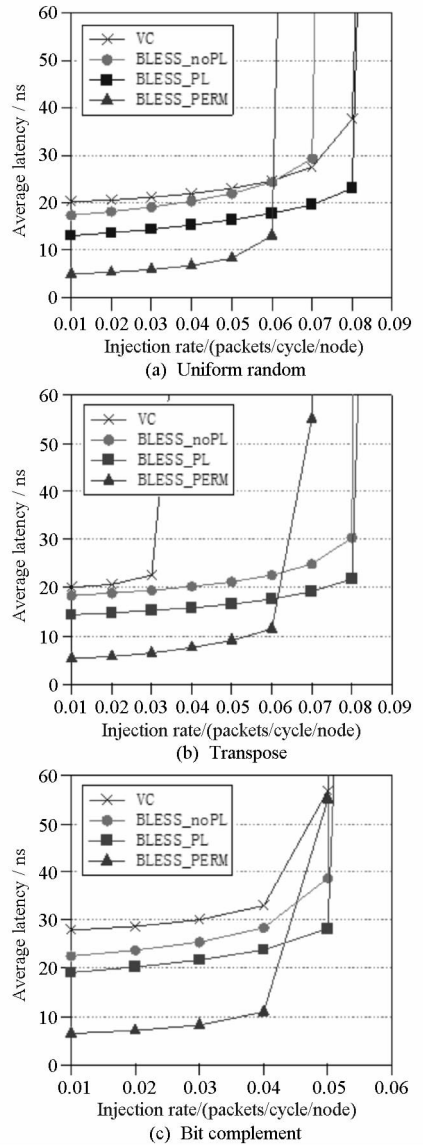 60
50
40
30
20
10
0
Average latency / ns
VC
BLESS_noPL
BLESS_PL
BLESS_PERM
0.01 0.02 0.03 0.04 0.05 0.06 0.07 0.08 0.09
Injection rate/(packets/cycle/node)
(a) Uniform random
60
50
40
30
20
10
0
Average latency / ns
VC
BLESS_noPL
BLESS_PL
BLESS_PERM
0.01 0.02 0.03 0.04 0.05 0.06 0.07 0.08 0.09
Injection rate/(packets/cycle/node)
(b) Transpose
60
50
40
30
20
10
0
Average latency / ns
VC
BLESS_noPL
BLESS_PL
BLESS_PERM
0.01 0.02 0.03 0.04 0.05 0.06
Injection rate/(packets/cycle/node)
(c) Bit complement